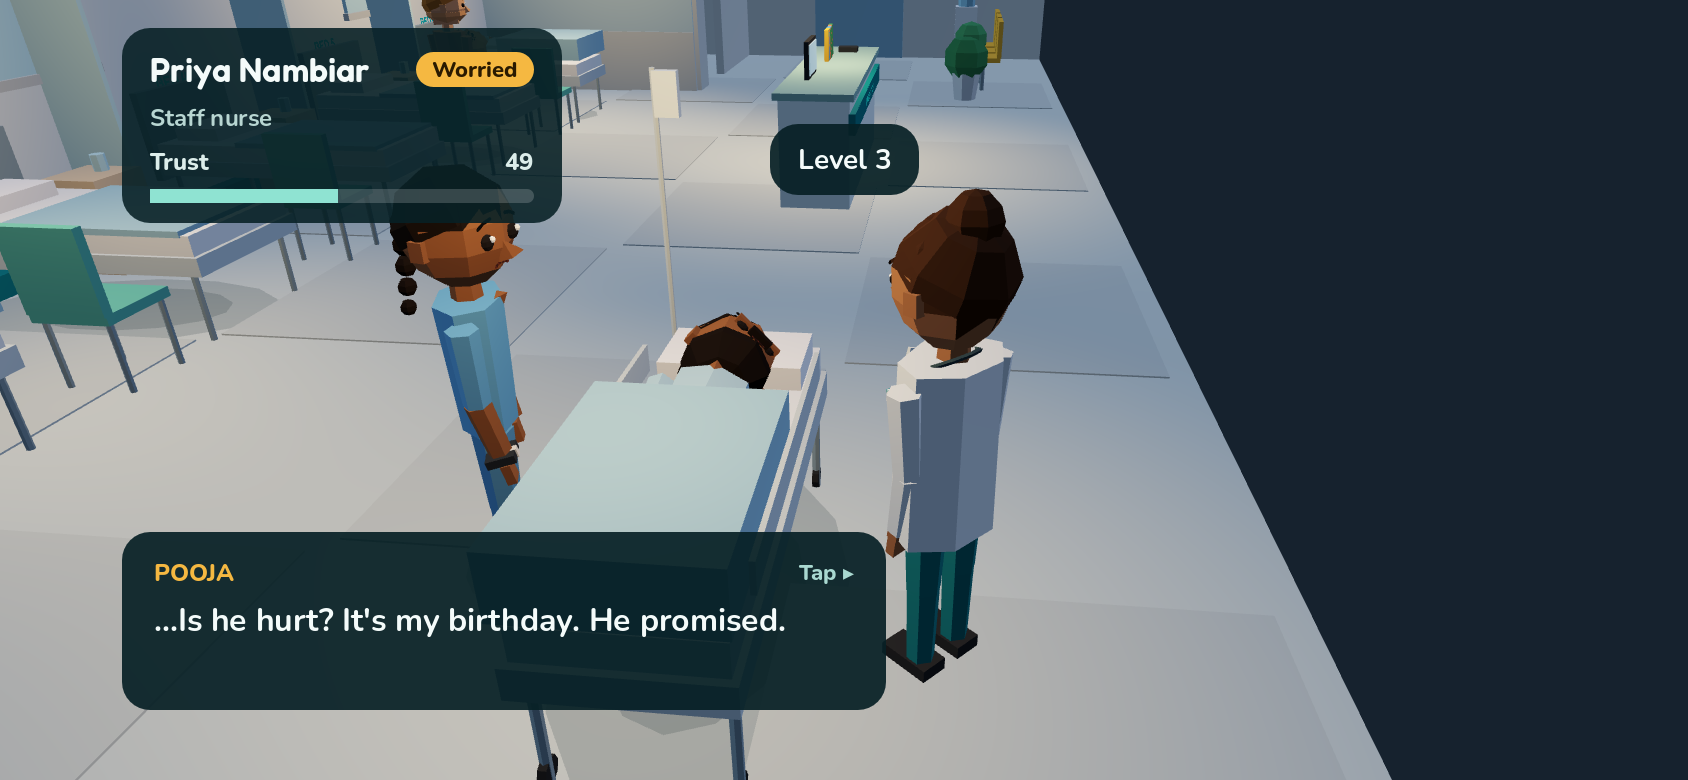 Priya Nambiar
Worried
Staff nurse
Trust
49
Level 3
POOJA
Tap ▸
...Is he hurt? It's my birthday. He promised.